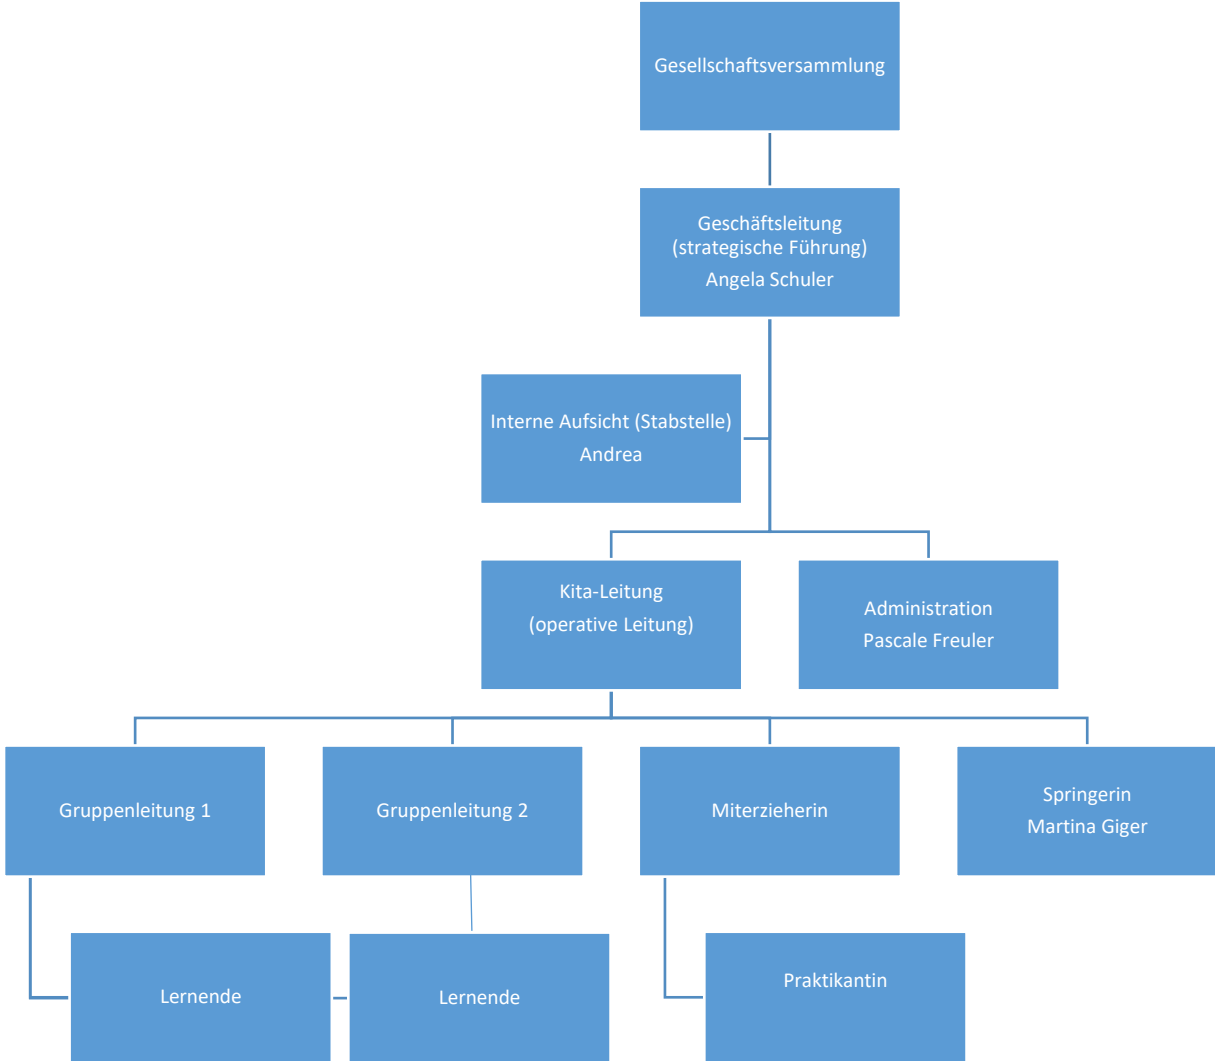 Gesellschaftsversammlung
Geschäftsleitung
(strategische Führung)
Angela Schuler
Interne Aufsicht (Stabstelle)
Andrea
Kita-Leitung
(operative Leitung)
Administration
Pascale Freuler
Gruppenleitung 1
Gruppenleitung 2
Miterzieherin
Springerin
Martina Giger
Lernende
Lernende
Praktikantin